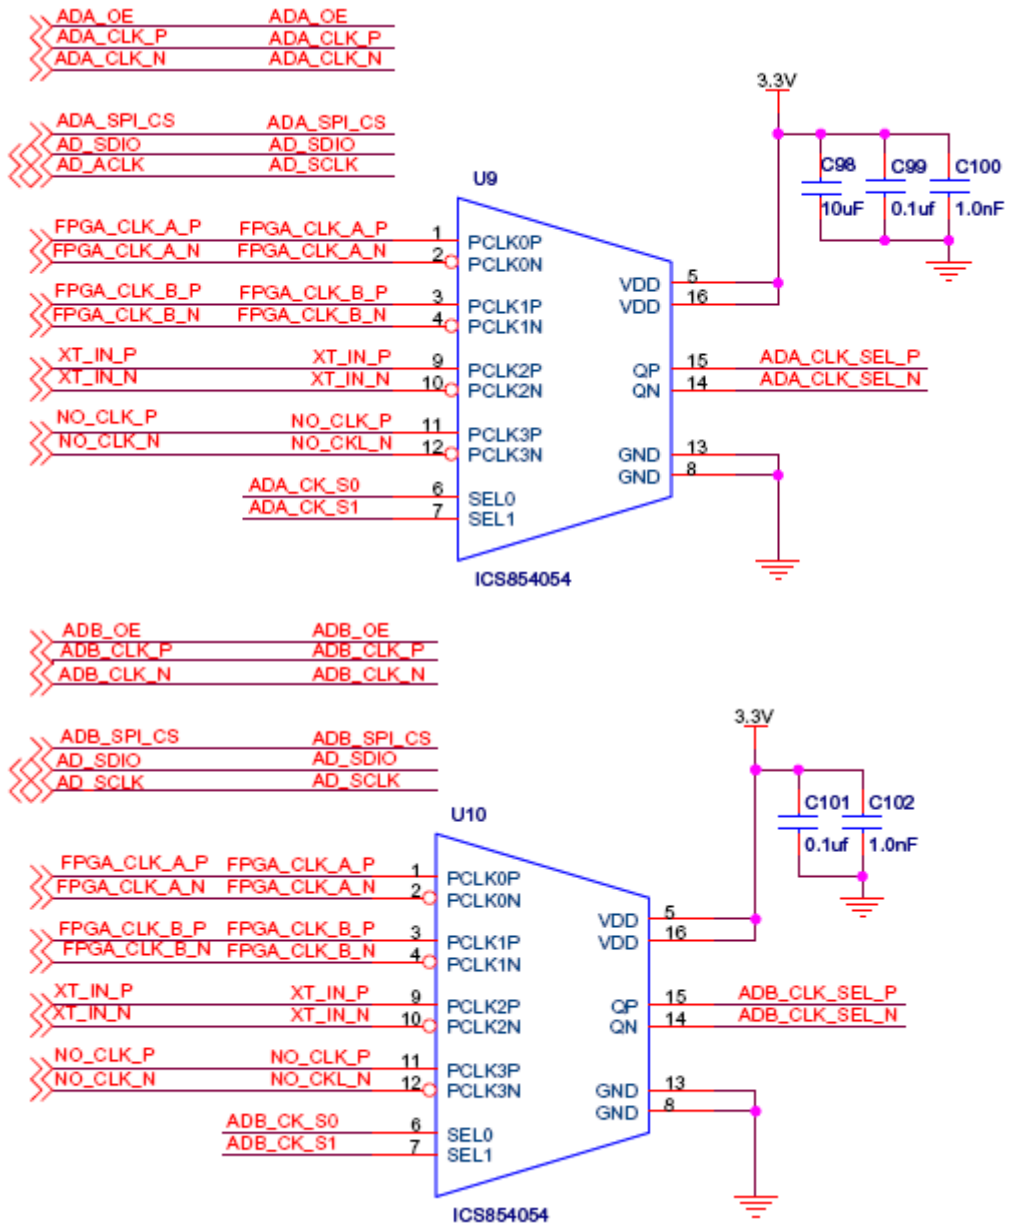 ADA_OE ADA_OE
ADA_CLK_P ADA_CLK_P
ADA_CLK_N ADA_CLK_N
3.3V
ADA_SPI_CS ADA_SPI_CS
AD_SDIO AD_SDIO
AD_ACLK AD_SCLK
C98 C99 C100
10uF 0.1uf 1.0nF
U9
FPGA_CLK_A_P FPGA_CLK_A_P 1 PCLK0P
FPGA_CLK_A_N FPGA_CLK_A_N 2 PCLK0N
VDD 5
FPGA_CLK_B_P FPGA_CLK_B_P 3 PCLK1P VDD 16
FPGA_CLK_B_N FPGA_CLK_B_N 4 PCLK1N
XT_IN_P XT_IN_P 9 PCLK2P QP 15 ADA_CLK_SEL_P
XT_IN_N XT_IN_N 10 PCLK2N QN 14 ADA_CLK_SEL_N
NO_CLK_P NO_CLK_P 11 PCLK3P
NO_CLK_N NO_CKL_N 12 PCLK3N GND 13
GND 8
ADA_CK_S0 6 SEL0
ADA_CK_S1 7 SEL1
ICS854054
ADB_OE ADB_OE
ADB_CLK_P ADB_CLK_P
ADB_CLK_N ADB_CLK_N
3.3V
ADB_SPI_CS ADB_SPI_CS
AD_SDIO AD_SDIO
AD_SCLK AD_SCLK
C101 C102
0.1uf 1.0nF
U10
FPGA_CLK_A_P FPGA_CLK_A_P 1 PCLK0P
FPGA_CLK_A_N FPGA_CLK_A_N 2 PCLK0N
VDD 5
FPGA_CLK_B_P FPGA_CLK_B_P 3 PCLK1P VDD 16
FPGA_CLK_B_N FPGA_CLK_B_N 4 PCLK1N
XT_IN_P XT_IN_P 9 PCLK2P QP 15 ADB_CLK_SEL_P
XT_IN_N XT_IN_N 10 PCLK2N QN 14 ADB_CLK_SEL_N
NO_CLK_P NO_CLK_P 11 PCLK3P
NO_CLK_N NO_CKL_N 12 PCLK3N GND 13
GND 8
ADB_CK_S0 6 SEL0
ADB_CK_S1 7 SEL1
ICS854054